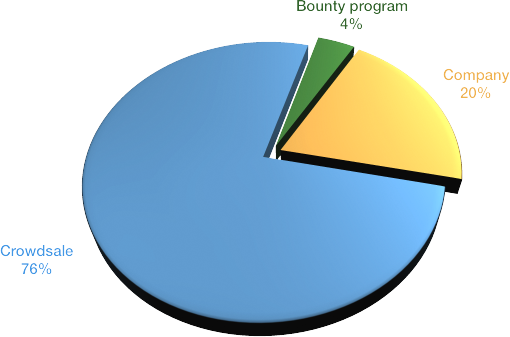 Bounty program
4%
Company
20%
Crowdsale
76%